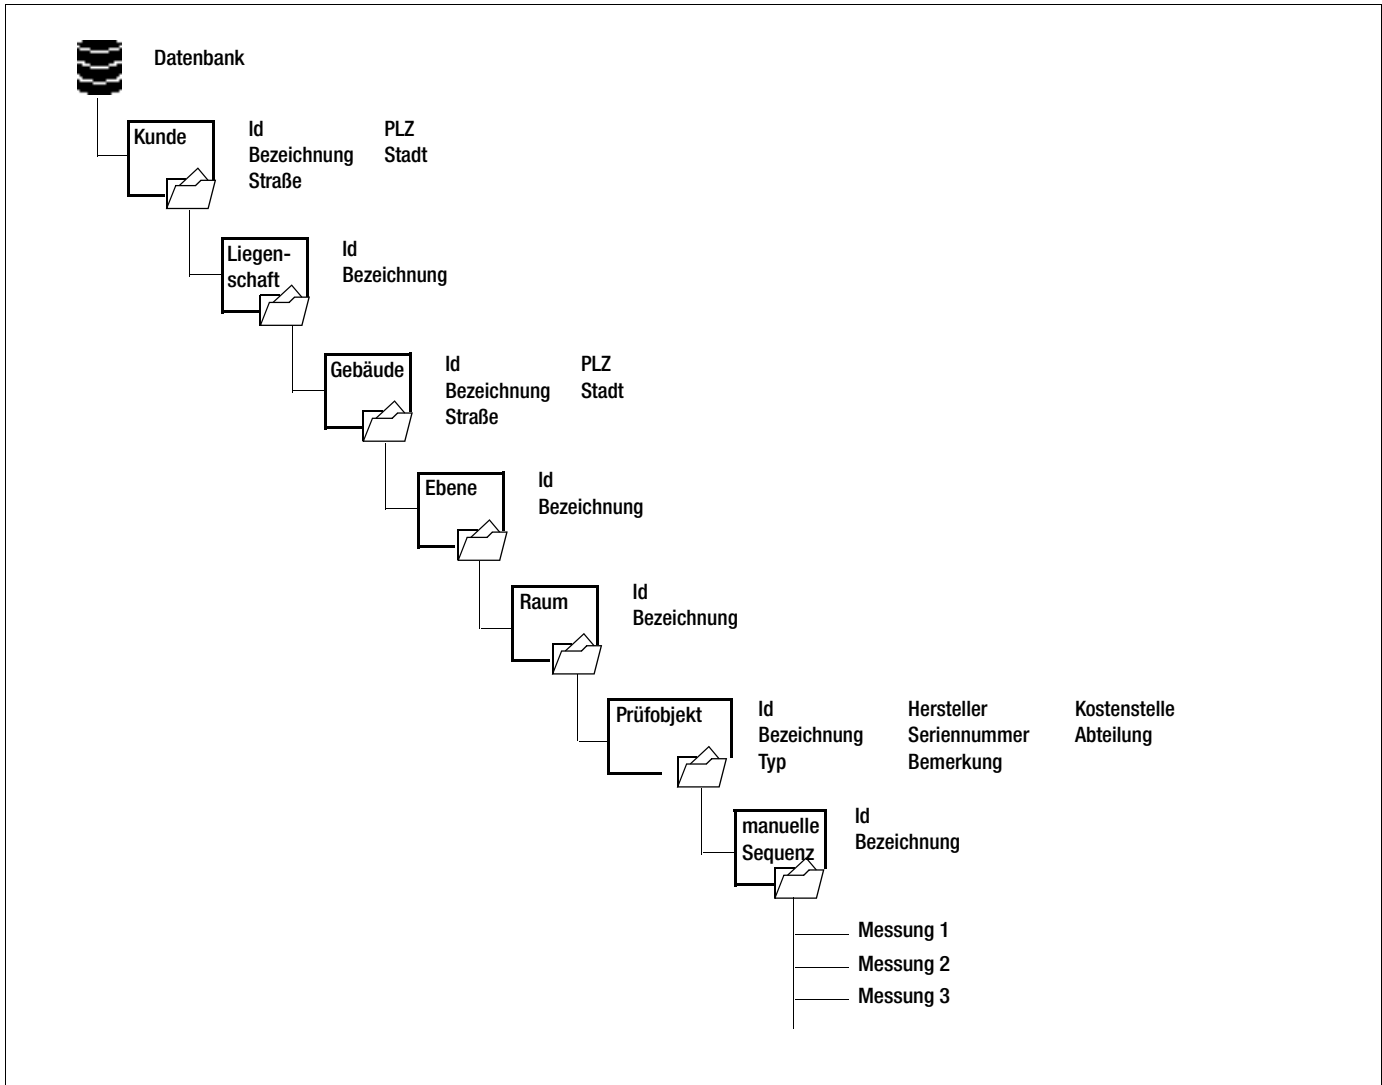 Datenbank
Kunde
Id PLZ
Bezeichnung Stadt
Straße
Liegen-
schaft
Id
Bezeichnung
Gebäude
Id PLZ
Bezeichnung Stadt
Straße
Ebene
Id
Bezeichnung
Raum
Id
Bezeichnung
Prüfobjekt
Id Hersteller Kostenstelle
Bezeichnung Seriennummer Abteilung
Typ Bemerkung
manuelle
Sequenz
Id
Bezeichnung
Messung 1
Messung 2
Messung 3